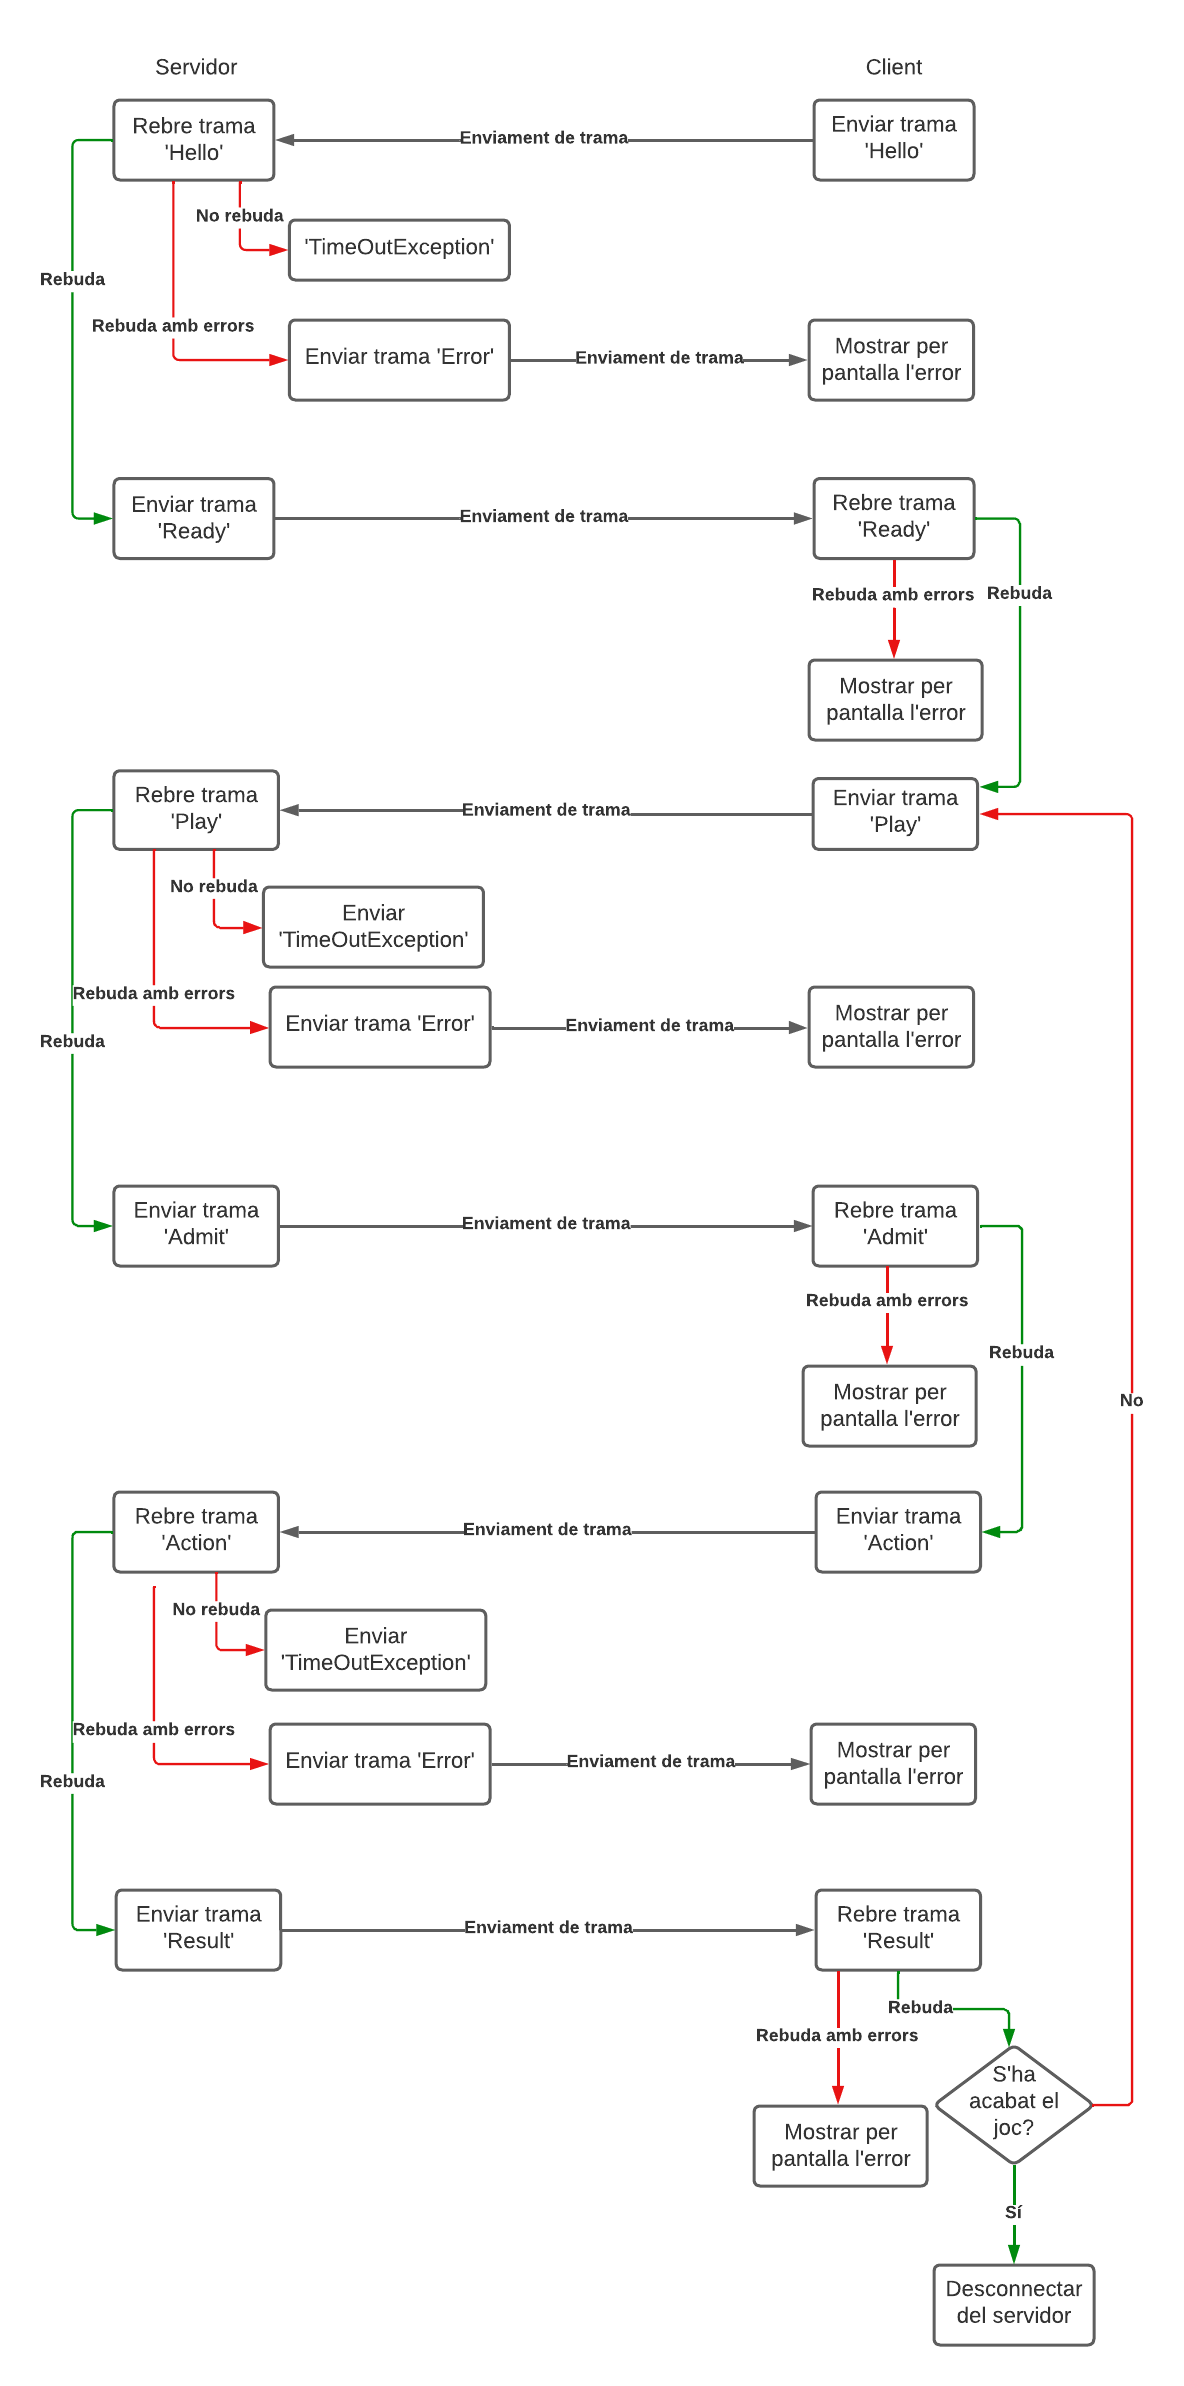 Servidor
Client
Rebre trama
'Hello'
Enviament de trama
Enviar trama
'Hello'
No rebuda
'TimeOutException'
Rebuda
Rebuda amb errors
Enviar trama 'Error'
Enviament de trama
Mostrar per
pantalla l'error
Enviar trama
'Ready'
Enviament de trama
Rebre trama
'Ready'
Rebuda amb errors
Rebuda
Mostrar per
pantalla l'error
Rebre trama
'Play'
Enviament de trama
Enviar trama
'Play'
No rebuda
Enviar
'TimeOutException'
Rebuda amb errors
Rebuda
Enviar trama 'Error'
Enviament de trama
Mostrar per
pantalla l'error
Enviar trama
'Admit'
Enviament de trama
Rebre trama
'Admit'
Rebuda amb errors
Rebuda
Mostrar per
pantalla l'error
No
Rebre trama
'Action'
Enviament de trama
Enviar trama
'Action'
No rebuda
Enviar
'TimeOutException'
Rebuda amb errors
Rebuda
Enviar trama 'Error'
Enviament de trama
Mostrar per
pantalla l'error
Enviar trama
'Result'
Enviament de trama
Rebre trama
'Result'
Rebuda
Rebuda amb errors
S'ha
acabat el
joc?
Mostrar per
pantalla l'error
Sí
Desconnectar
del servidor